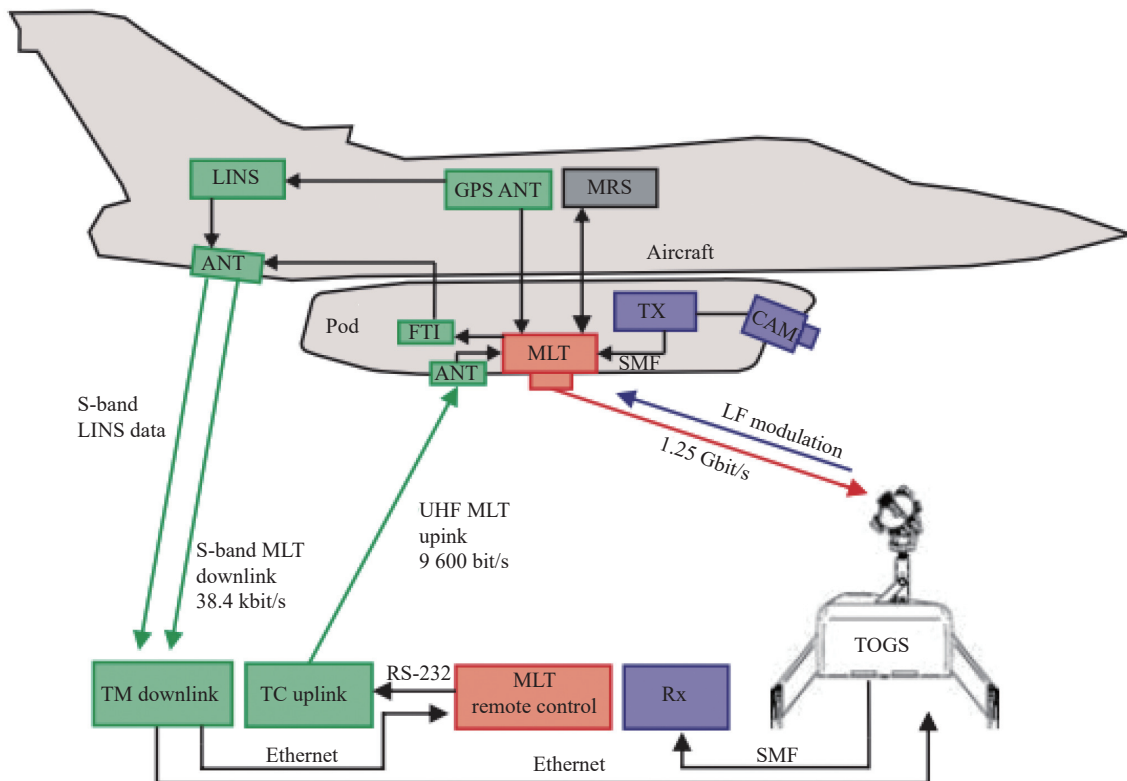 LINS
GPS ANT
MRS
ANT
Aircraft
Pod
FTI
TX
CAM
MLT
SMF
ANT
S-band
LINS data
LF modulation
1.25 Gbit/s
UHF MLT
upink
9 600 bit/s
S-band MLT
downlink
38.4 kbit/s
TOGS
TM downlink
TC uplink
RS-232
MLT
remote control
Rx
Ethernet
Ethernet
SMF